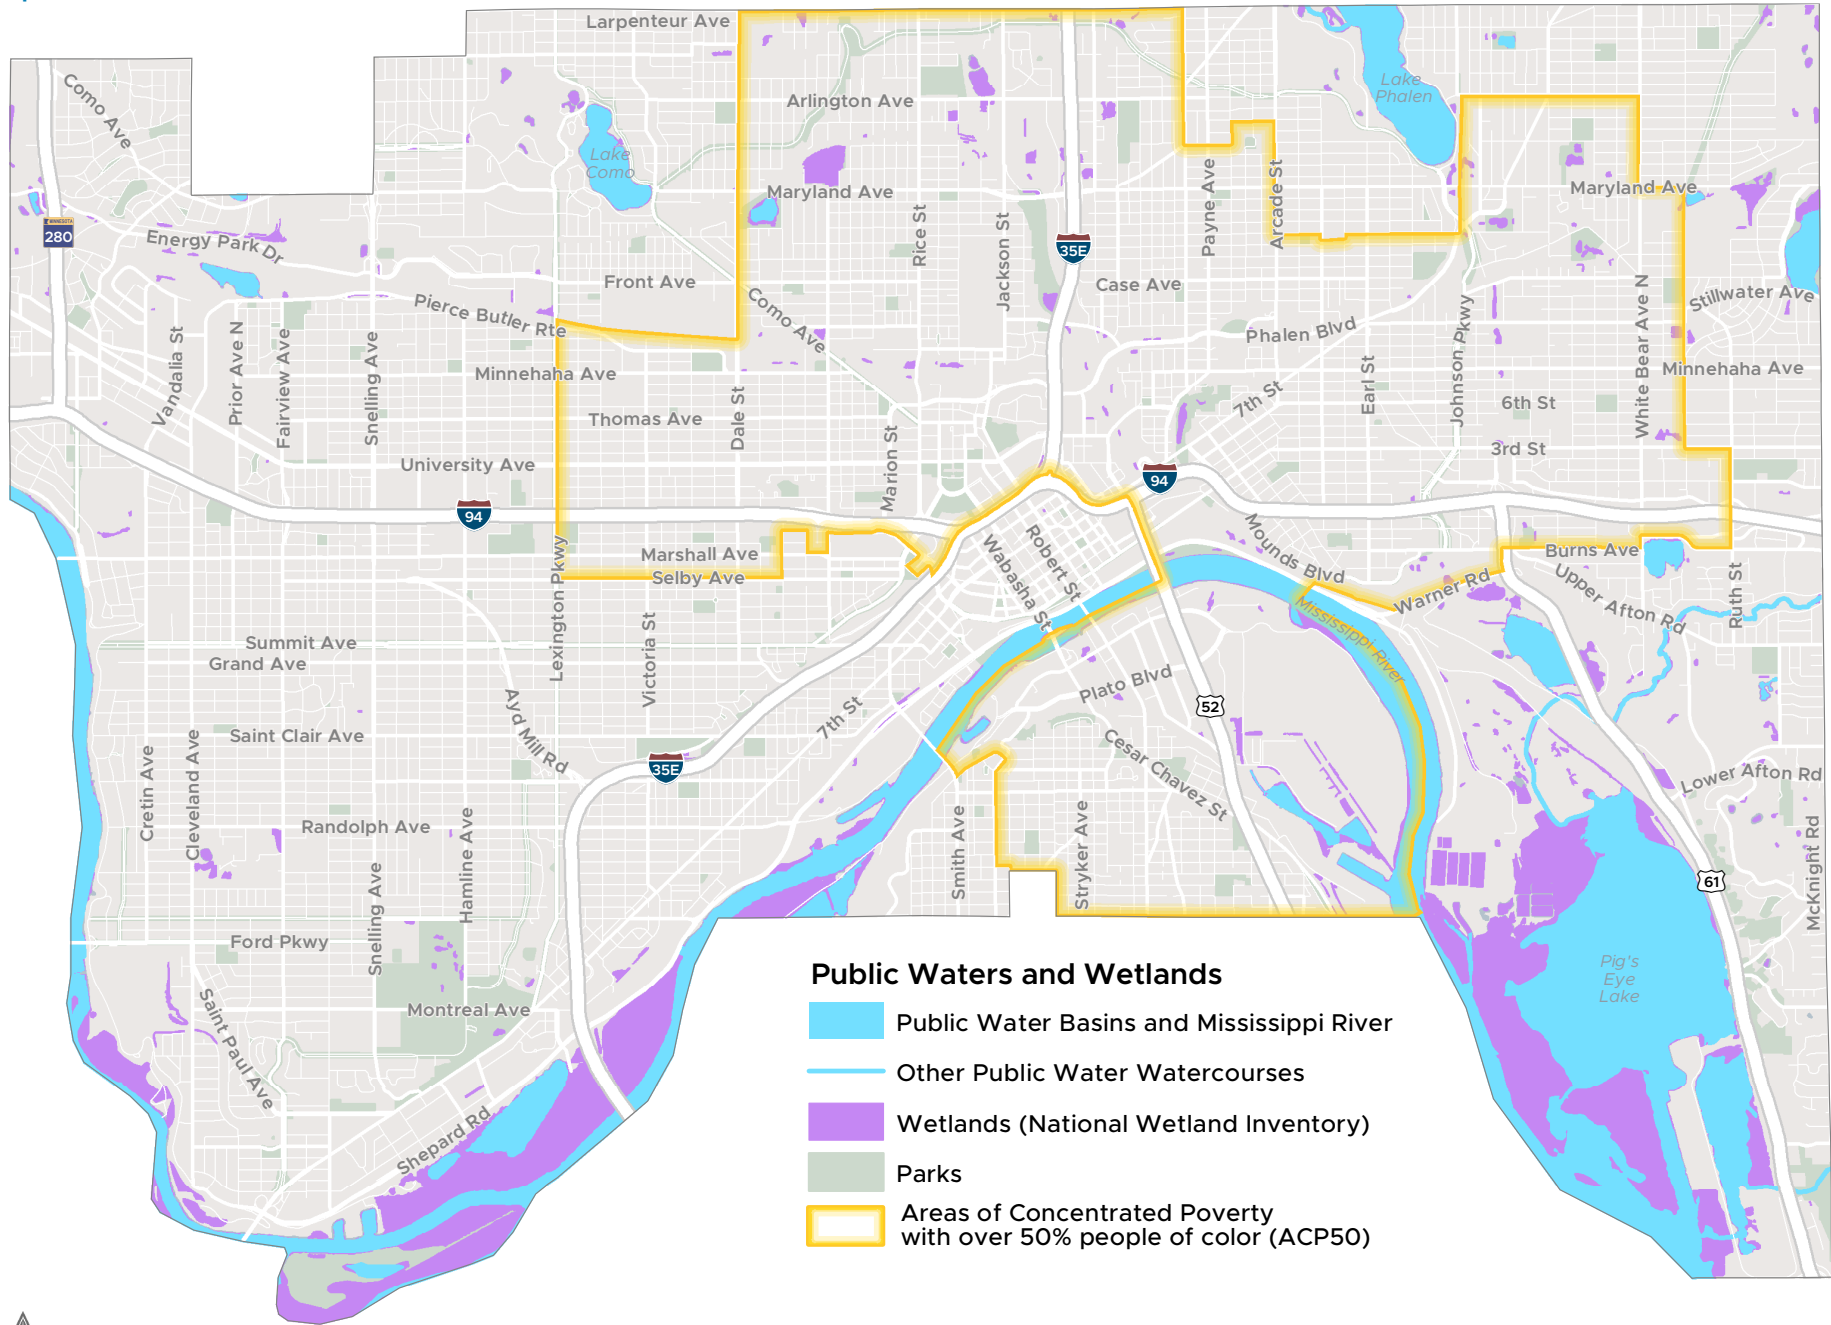 Larpenteur Ave
Como Ave
Arlington Ave
Lake
Phalen
Lake
Como
Maryland Ave
Maryland Ave
Payne Ave
Arcade St
Rice St
Jackson St
MINNESOTA
280
Energy Park Dr
35E
Front Ave
Case Ave
Como Ave
Stillwater Ave
Pierce Butler Rte
Phalen Blvd
Johnson Pkwy
White Bear Ave N
Vandalia St
Prior Ave N
Fairview Ave
Snelling Ave
Minnehaha Ave
Minnehaha Ave
Earl St
7th St
6th St
Thomas Ave
Dale St
Marion St
3rd St
University Ave
94
94
Marshall Ave
Selby Ave
Lexington Pkwy
Wabasha St
Robert St
Mounds Blvd
Burns Ave
Warner Rd
Upper Afton Rd
Ruth St
Mississippi River
Summit Ave
Grand Ave
Victoria St
Plato Blvd
52
Ayd Mill Rd
7th St
Saint Clair Ave
Cesar Chavez St
35E
Lower Afton Rd
Cretin Ave
Cleveland Ave
Randolph Ave
Hamline Ave
Smith Ave
Stryker Ave
McKnight Rd
61
Snelling Ave
Ford Pkwy
Pig's
Eye
Lake
Montreal Ave
Saint Paul Ave
Shepard Rd
Public Waters and Wetlands
Public Water Basins and Mississippi River
Other Public Water Watercourses
Wetlands (National Wetland Inventory)
Parks
Areas of Concentrated Poverty
with over 50% people of color (ACP50)